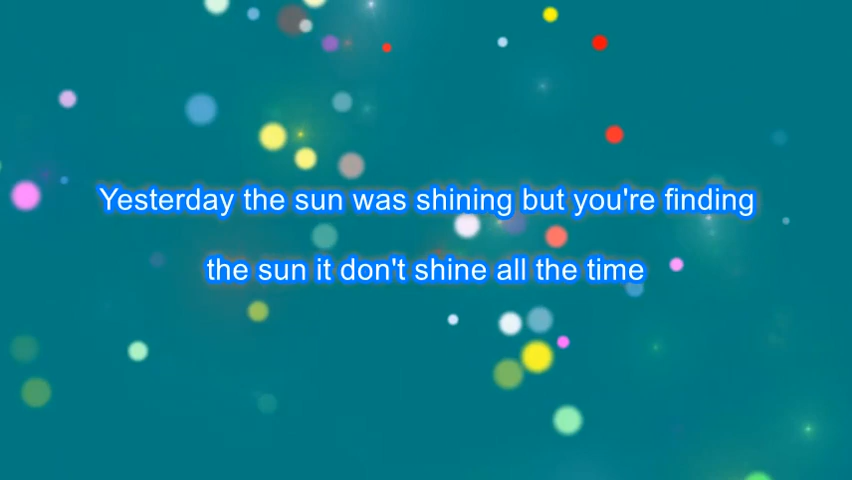 Yesterday the sun was shining but you're finding
the sun it don't shine all the time